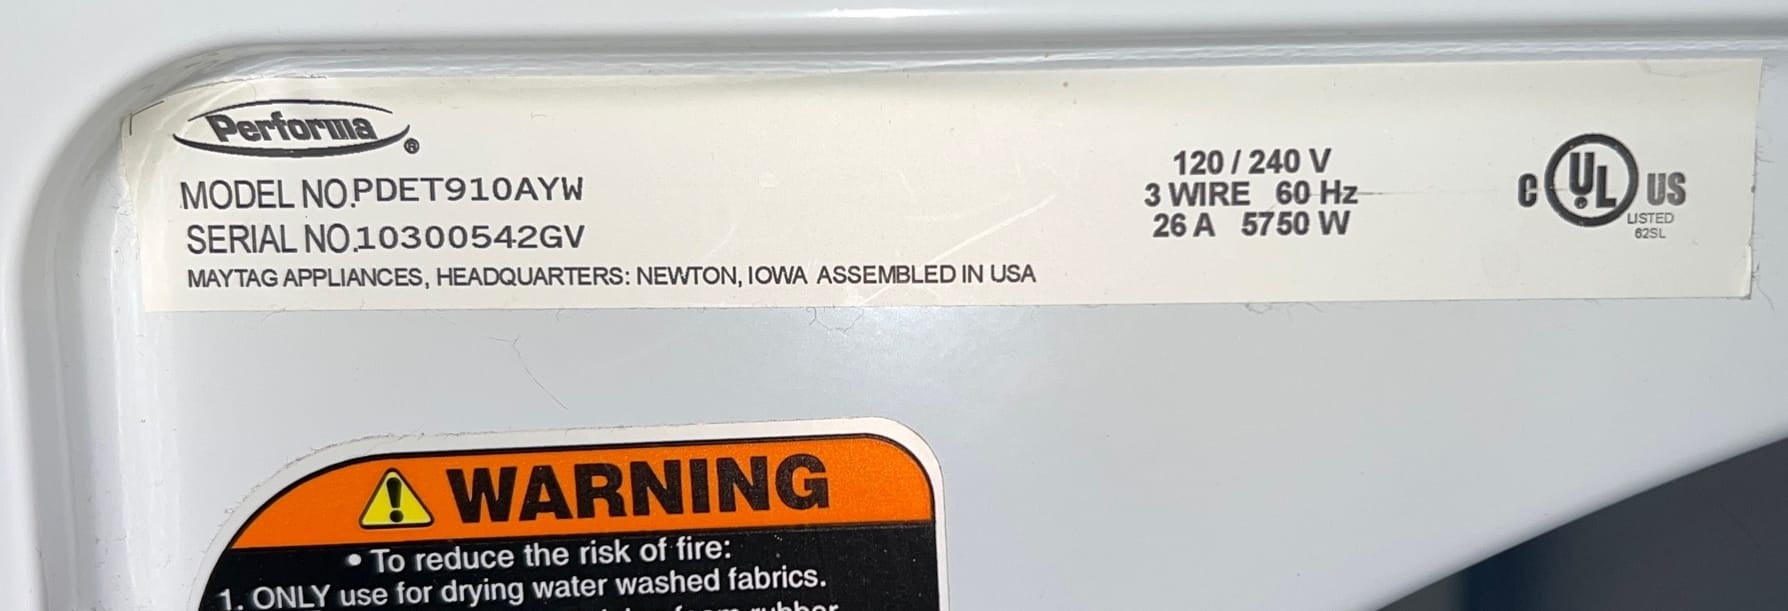 Performa®
MODEL NO.PDET910AYW
SERIAL NO.10300542GV
MAYTAG APPLIANCES, HEADQUARTERS: NEWTON, IOWA ASSEMBLED IN USA
120 / 240 V
3 WIRE 60 Hz
26 A 5750 W
C UL US
LISTED
62SL
WARNING
• To reduce the risk of fire:
1. ONLY use for drying water washed fabrics.
foam rubber